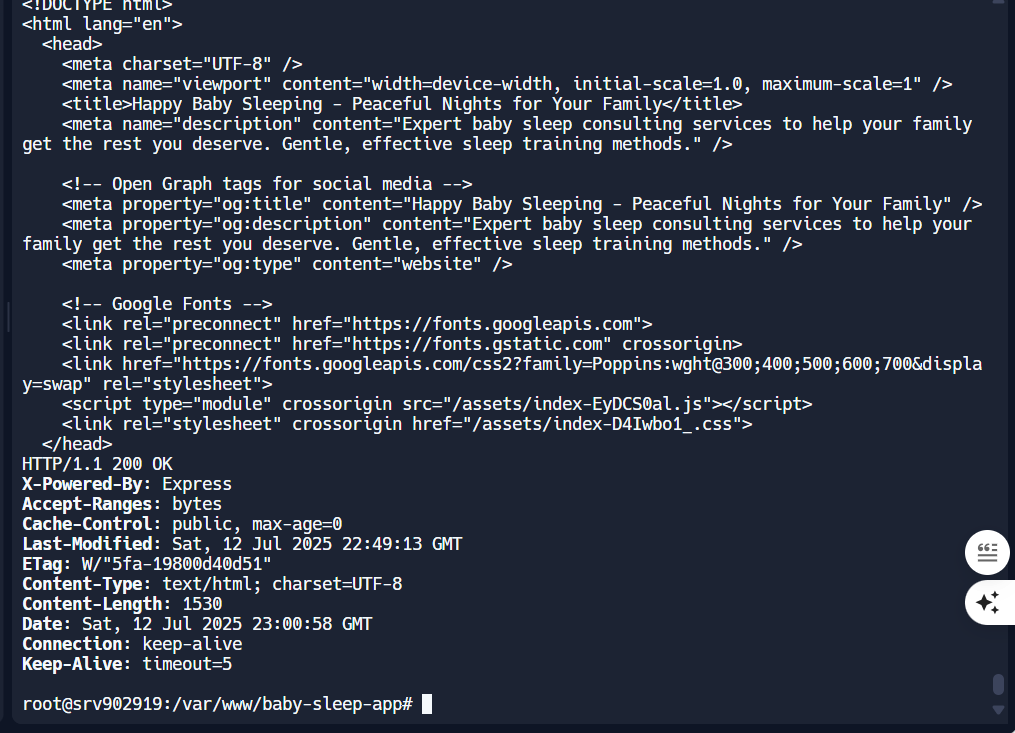 <!DOCTYPE html>
<html lang="en">
  <head>
    <meta charset="UTF-8" />
    <meta name="viewport" content="width=device-width, initial-scale=1.0, maximum-scale=1" />
    <title>Happy Baby Sleeping - Peaceful Nights for Your Family</title>
    <meta name="description" content="Expert baby sleep consulting services to help your family
get the rest you deserve. Gentle, effective sleep training methods." />

    <!-- Open Graph tags for social media -->
    <meta property="og:title" content="Happy Baby Sleeping - Peaceful Nights for Your Family" />
    <meta property="og:description" content="Expert baby sleep consulting services to help your
family get the rest you deserve. Gentle, effective sleep training methods." />
    <meta property="og:type" content="website" />

    <!-- Google Fonts -->
    <link rel="preconnect" href="https://fonts.googleapis.com">
    <link rel="preconnect" href="https://fonts.gstatic.com" crossorigin>
    <link href="https://fonts.googleapis.com/css2?family=Poppins:wght@300;400;500;600;700&displa
y=swap" rel="stylesheet">
    <script type="module" crossorigin src="/assets/index-EyDCS0al.js"></script>
    <link rel="stylesheet" crossorigin href="/assets/index-D4Iwbo1_.css">
  </head>
HTTP/1.1 200 OK
X-Powered-By: Express
Accept-Ranges: bytes
Cache-Control: public, max-age=0
Last-Modified: Sat, 12 Jul 2025 22:49:13 GMT
ETag: W/"5fa-19800d40d51"
Content-Type: text/html; charset=UTF-8
Content-Length: 1530
Date: Sat, 12 Jul 2025 23:00:58 GMT
Connection: keep-alive
Keep-Alive: timeout=5

root@srv902919:/var/www/baby-sleep-app#